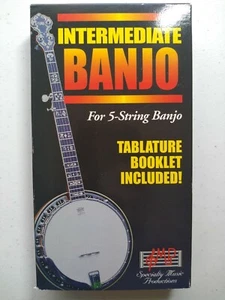 INTERMEDIATE
BANJO
For 5-String Banjo
TABLATURE
BOOKLET
INCLUDED!
Specialty Music
Productions